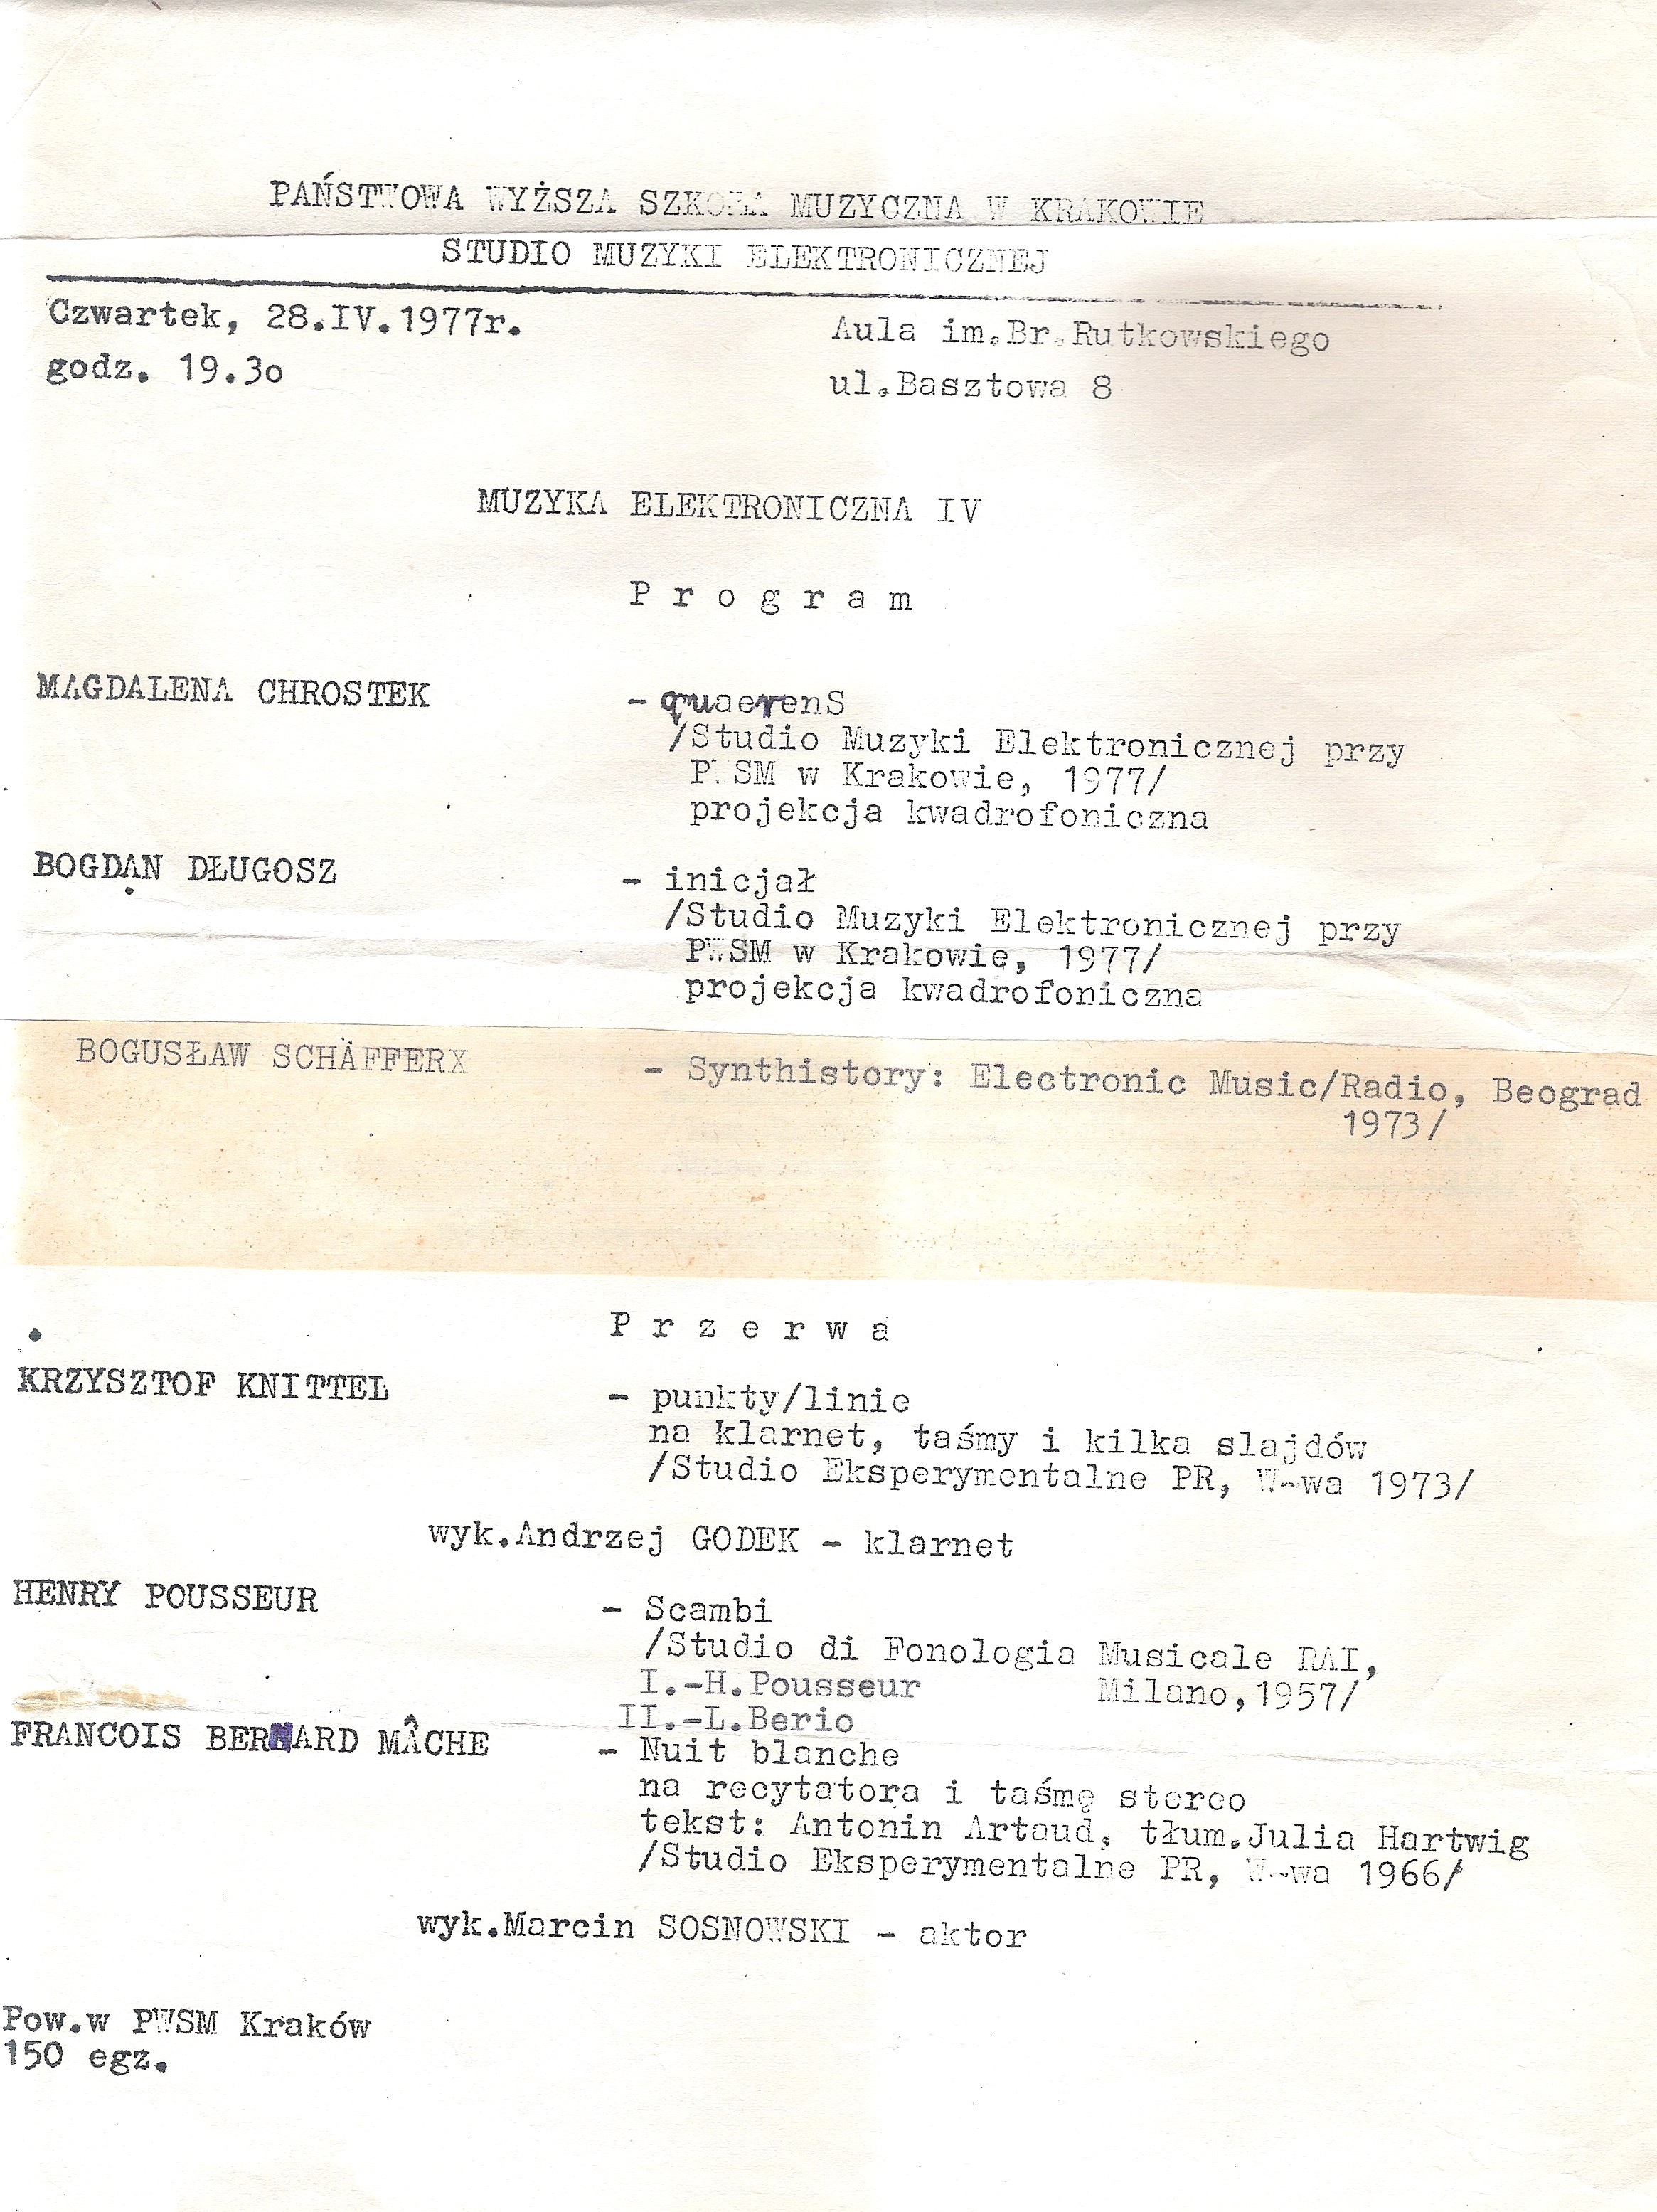 PAŃSTWOWA WYŻSZA SZKOŁA MUZYCZNA W KRAKOWIE
STUDIO MUZYKI ELEKTRONICZNEJ
Czwartek, 28.IV.1977r.
godz. 19.3o
Aula im.Br.Rutkowskiego
ul.Basztowa 8
MUZYKA ELEKTRONICZNA IV
P r o g r a m
MAGDALENA CHROSTEK - quaerenS
/Studio Muzyki Elektronicznej przy
PWSM w Krakowie, 1977/
projekcja kwadrofoniczna
BOGDAN DŁUGOSZ - inicjał
/Studio Muzyki Elektronicznej przy
PWSM w Krakowie, 1977/
projekcja kwadrofoniczna
BOGUSŁAW SCHÄFFERX - Synthistory: Electronic Music/Radio, Beograd
1973/
P r z e r w a
KRZYSZTOF KNITTEL - punkty/linie
na klarnet, taśmy i kilka slajdów
/Studio Eksperymentalne PR, W-wa 1973/
wyk.Andrzej GODEK - klarnet
HENRY POUSSEUR - Scambi
/Studio di Fonologia Musicale RAI,
I.-H.Pousseur Milano,1957/
II.-L.Berio
FRANCOIS BERNARD MÂCHE - Nuit blanche
na recytatora i taśmę stereo
tekst: Antonin Artaud, tłum.Julia Hartwig
/Studio Eksperymentalne PR, W-wa 1966/
wyk.Marcin SOSNOWSKI - aktor
Pow.w PWSM Kraków
150 egz.